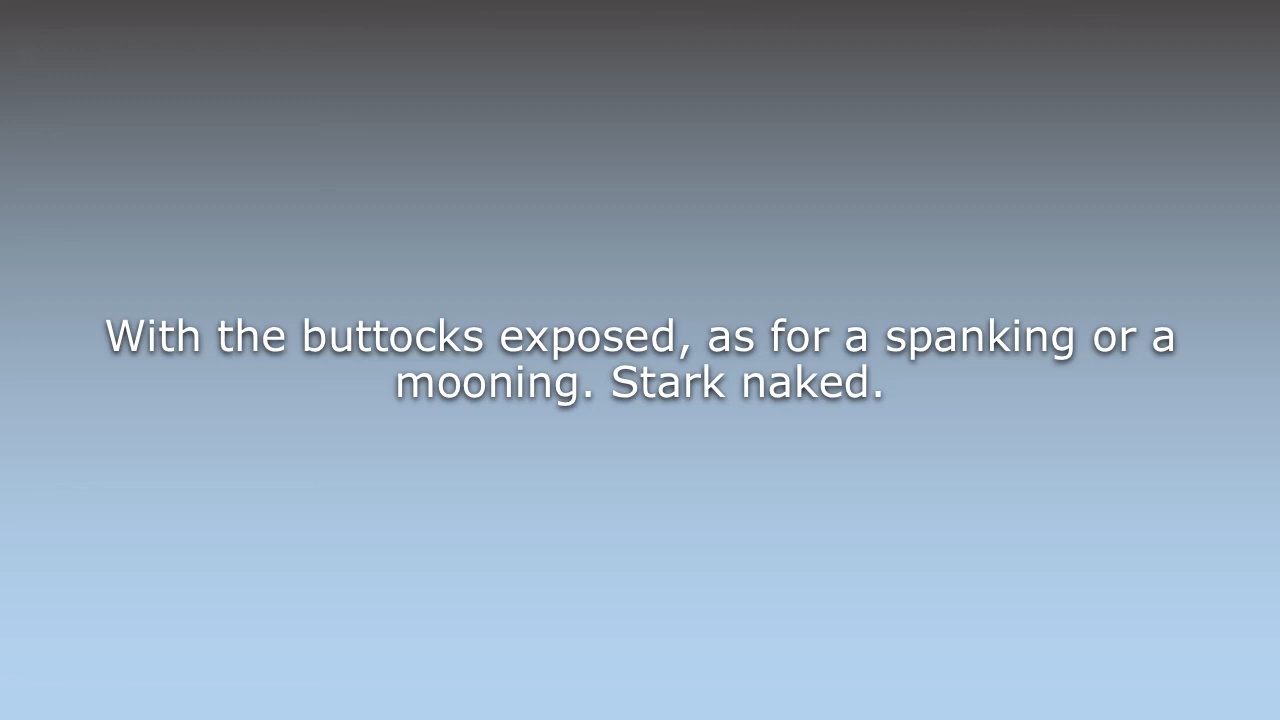 With the buttocks exposed, as for a spanking or a
mooning. Stark naked.